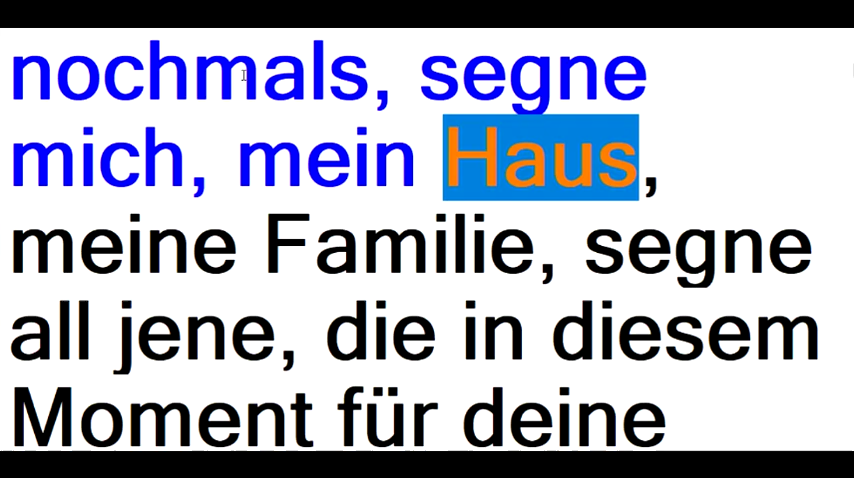 nochmals, segne
mich, mein Haus,
meine Familie, segne
all jene, die in diesem
Moment für deine